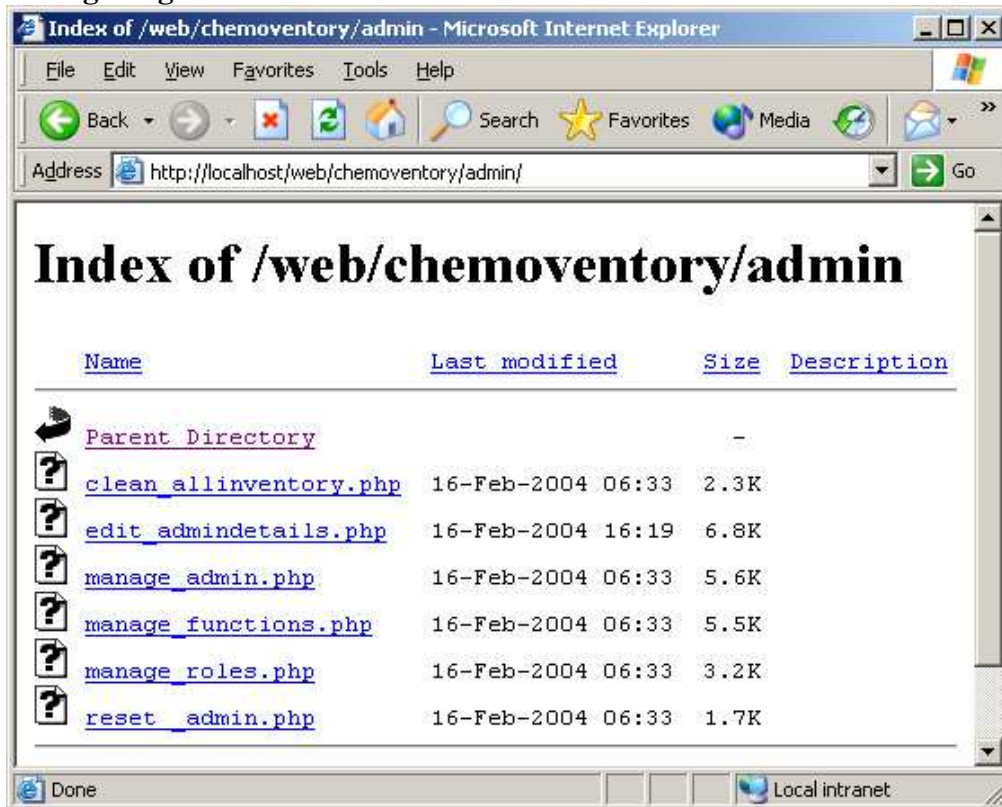 Index of /web/chemoventory/admin - Microsoft Internet Explorer
File Edit View Favorites Tools Help
Back Search Favorites Media »
Address http://localhost/web/chemoventory/admin/ Go
Index of /web/chemoventory/admin
Name Last modified Size Description
Parent Directory -
clean_allinventory.php 16-Feb-2004 06:33 2.3K
edit_admindetails.php 16-Feb-2004 16:19 6.8K
manage_admin.php 16-Feb-2004 06:33 5.6K
manage_functions.php 16-Feb-2004 06:33 5.5K
manage_roles.php 16-Feb-2004 06:33 3.2K
reset _admin.php 16-Feb-2004 06:33 1.7K
Done Local intranet